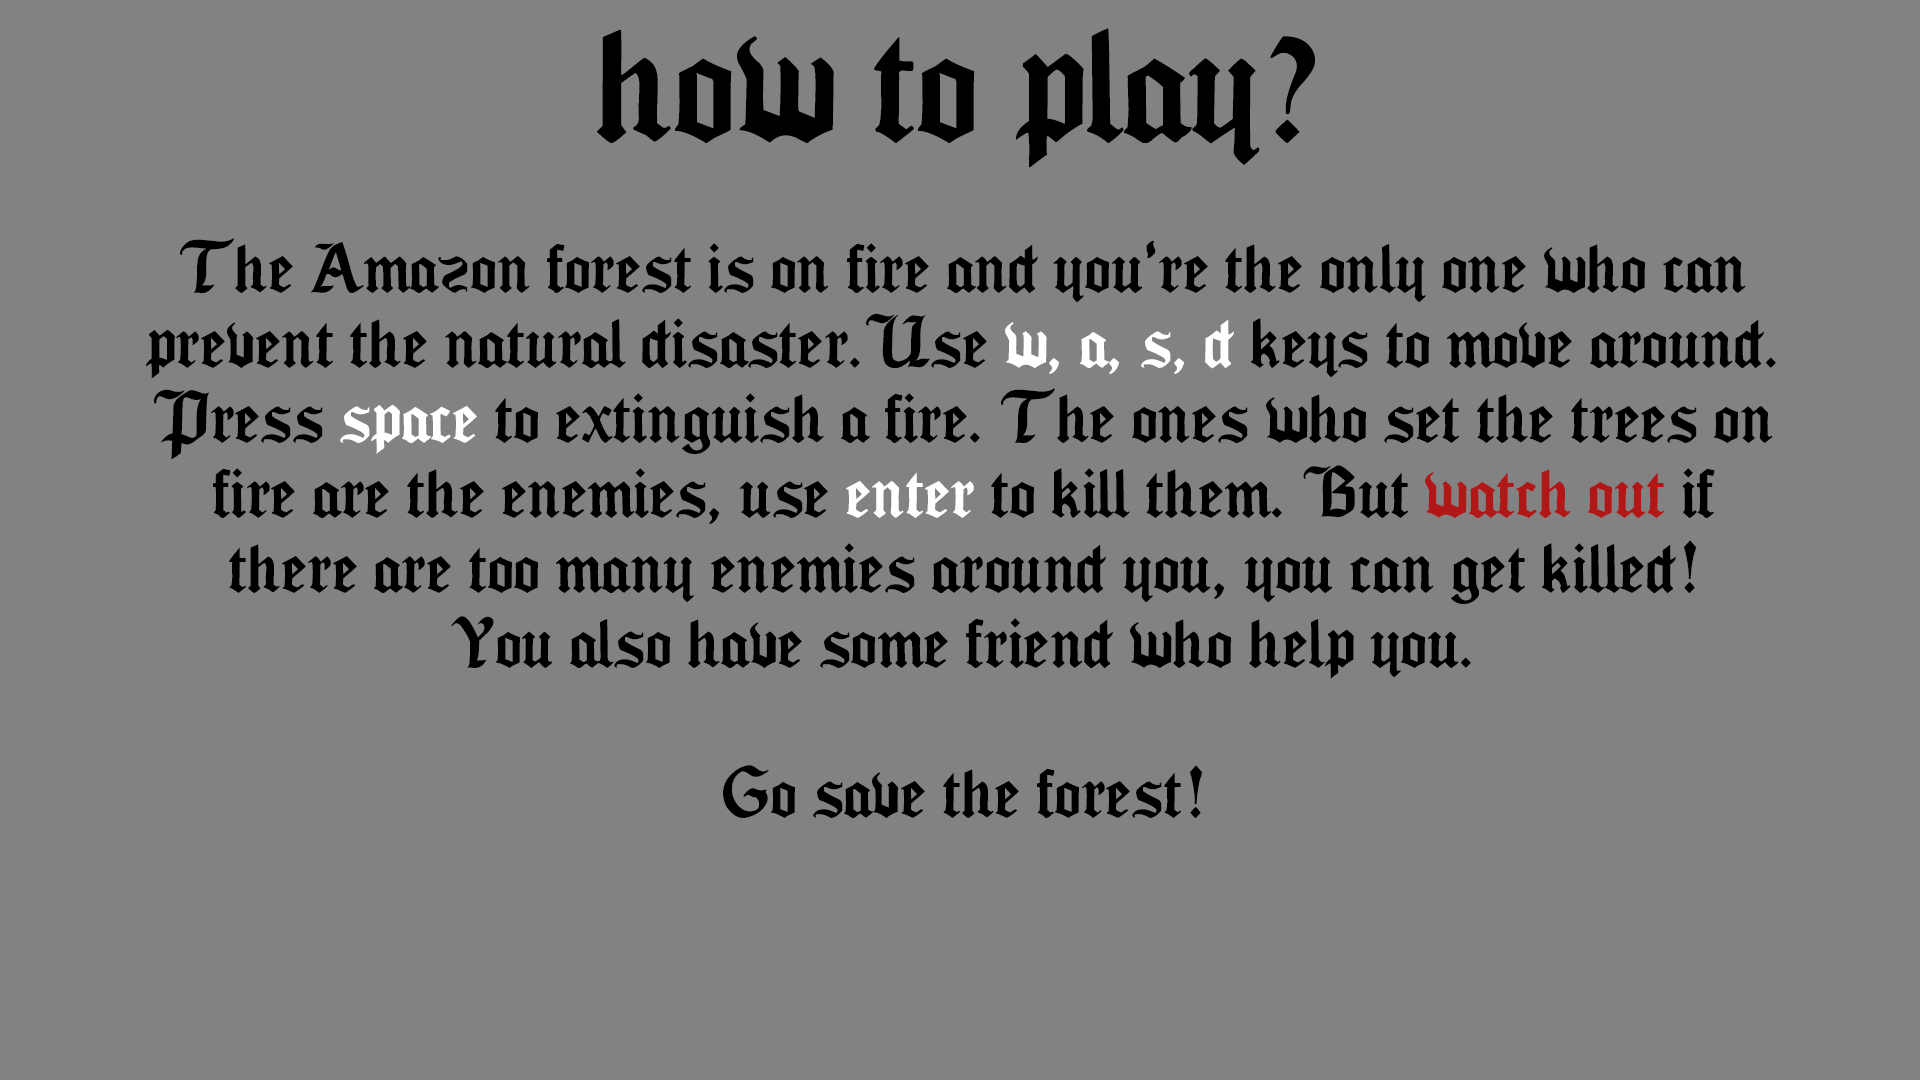 how to play?
The Amazon forest is on fire and you're the only one who can
prevent the natural disaster. Use w, a, s, d keys to move around.
Press space to extinguish a fire. The ones who set the trees on
fire are the enemies, use enter to kill them. But watch out if
there are too many enemies around you, you can get killed!
You also have some friend who help you.
Go save the forest!